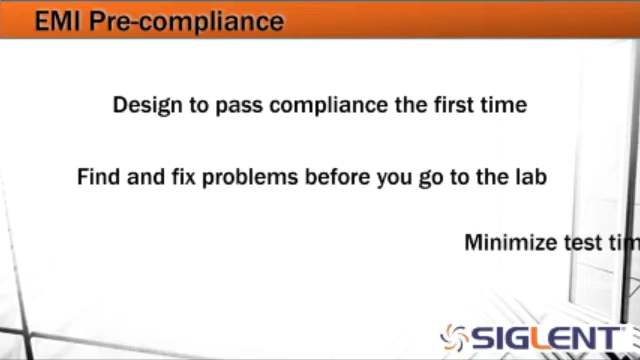 EMI Pre-compliance
Design to pass compliance the first time
Find and fix problems before you go to the lab
Minimize test
SIGLENT